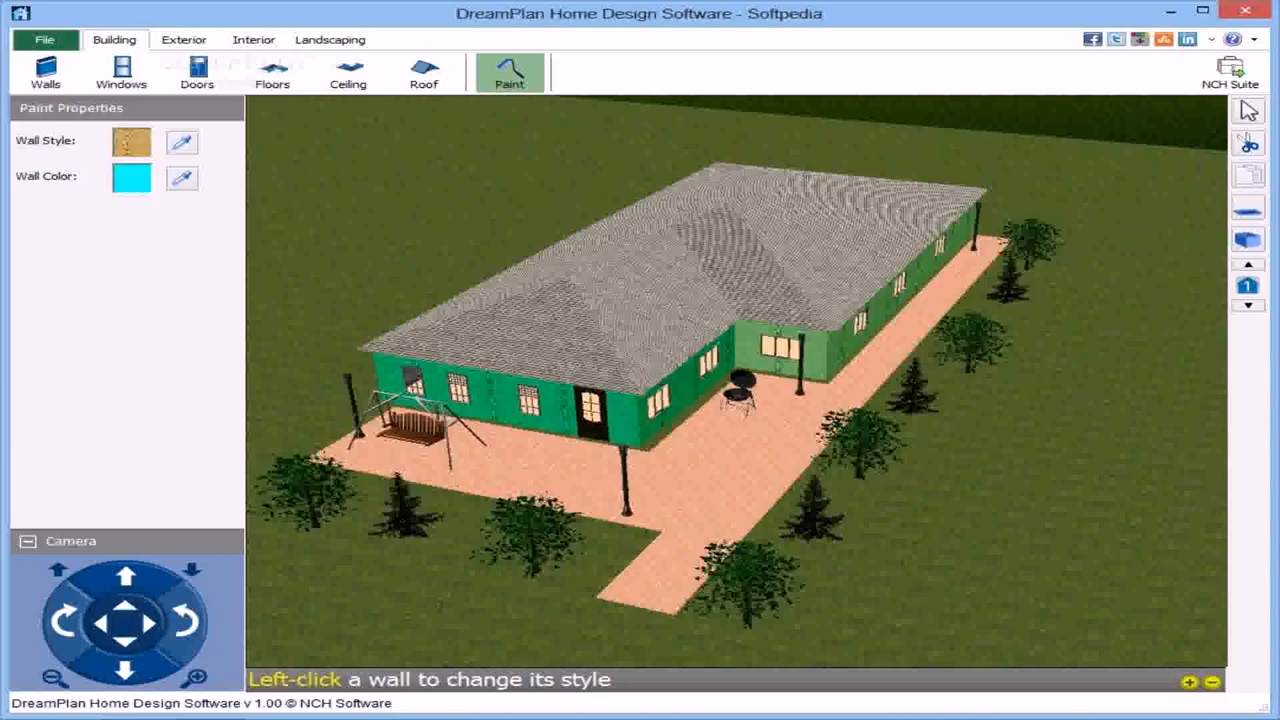 DreamPlan Home Design Software - Softpedia
File Building Exterior Interior Landscaping
Walls Windows Doors Floors Ceiling Roof Paint NCH Suite
Paint Properties
Wall Style:
Wall Color:
1
Camera
Left-click a wall to change its style
DreamPlan Home Design Software v 1.00 © NCH Software